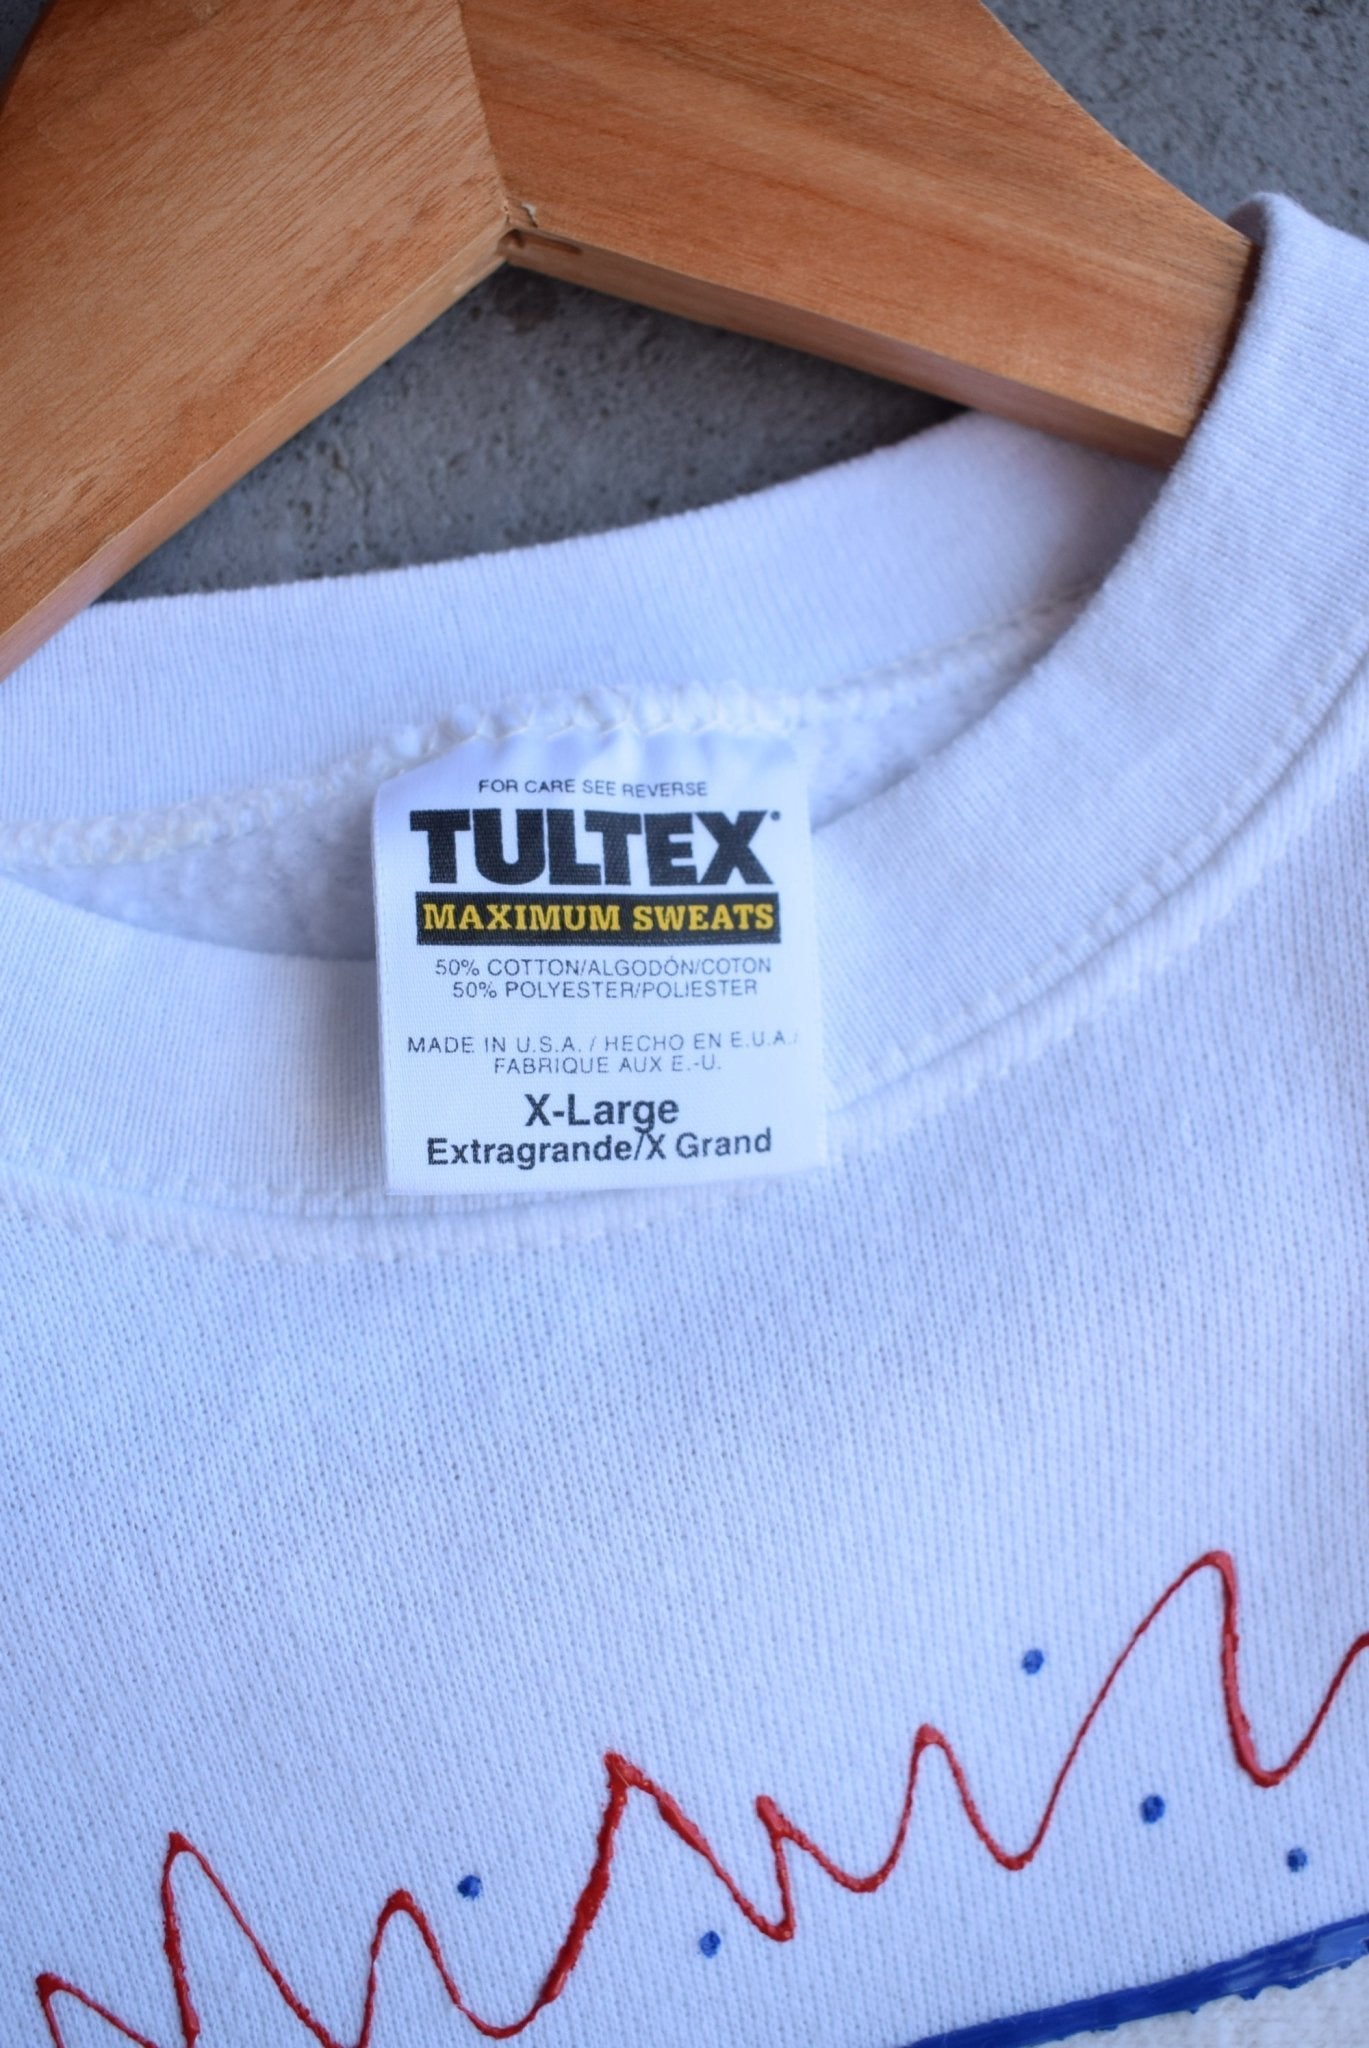 FOR CARE SEE REVERSE
TULTEX
MAXIMUM SWEATS
50% COTTON/ALGODÓN/COTON
50% POLYESTER/POLIESTER
MADE IN U.S.A. / HECHO EN E.U.A./
FABRIQUE AUX E.-U.
X-Large
Extragrande/X Grand